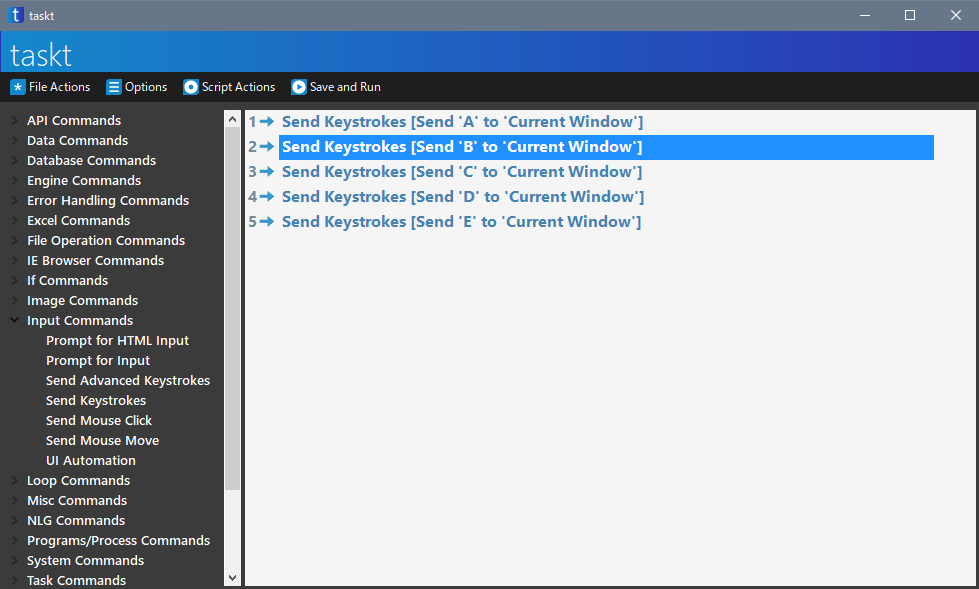 taskt
taskt
File Actions Options Script Actions Save and Run
API Commands
Data Commands
Database Commands
Engine Commands
Error Handling Commands
Excel Commands
File Operation Commands
IE Browser Commands
If Commands
Image Commands
Input Commands
Prompt for HTML Input
Prompt for Input
Send Advanced Keystrokes
Send Keystrokes
Send Mouse Click
Send Mouse Move
UI Automation
Loop Commands
Misc Commands
NLG Commands
Programs/Process Commands
System Commands
Task Commands
1 Send Keystrokes [Send 'A' to 'Current Window']
2 Send Keystrokes [Send 'B' to 'Current Window']
3 Send Keystrokes [Send 'C' to 'Current Window']
4 Send Keystrokes [Send 'D' to 'Current Window']
5 Send Keystrokes [Send 'E' to 'Current Window']